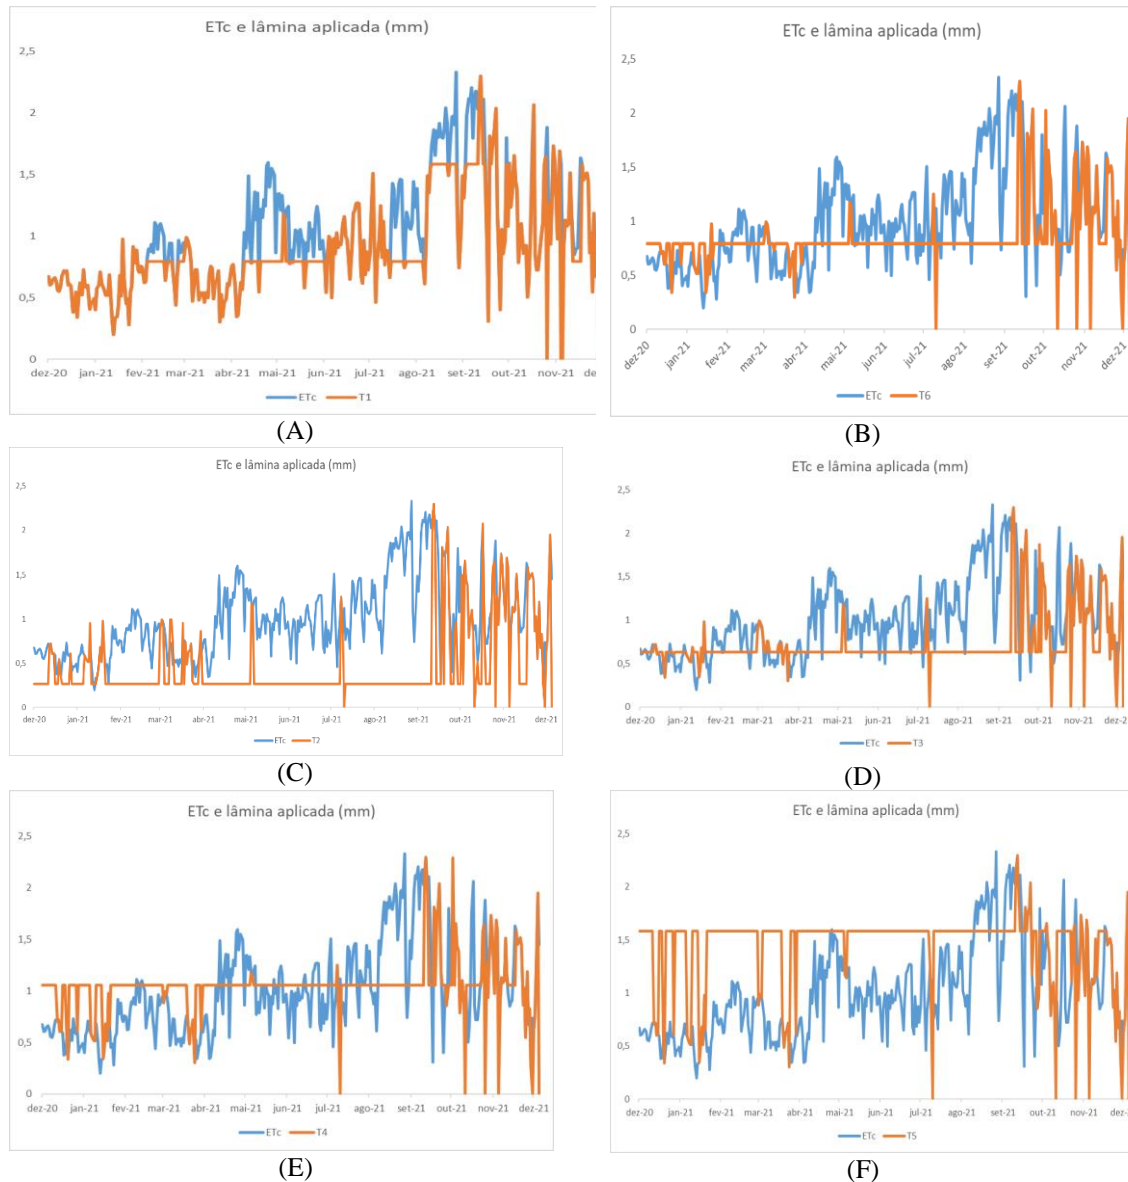 ETc e lâmina aplicada (mm)
2,5
2
1,5
1
0,5
0
dez-20 jan-21 fev-21 mar-21 abr-21 mai-21 jun-21 jul-21 ago-21 set-21 out-21 nov-21 de
ETc T1
(A)
ETc e lâmina aplicada (mm)
2,5
2
1,5
1
0,5
0
dez-20 jan-21 fev-21 mar-21 abr-21 mai-21 jun-21 jul-21 ago-21 set-21 out-21 nov-21 dez-21
ETc T6
(B)
ETc e lâmina aplicada (mm)
2,5
2
1,5
1
0,5
0
dez-20 jan-21 fev-21 mar-21 abr-21 mai-21 jun-21 jul-21 ago-21 set-21 out-21 nov-21 dez-21
ETc T2
(C)
ETc e lâmina aplicada (mm)
2,5
2
1,5
1
0,5
0
dez-20 jan-21 fev-21 mar-21 abr-21 mai-21 jun-21 jul-21 ago-21 set-21 out-21 nov-21 dez-21
ETc T3
(D)
ETc e lâmina aplicada (mm)
2,5
2
1,5
1
0,5
0
dez-20 jan-21 fev-21 mar-21 abr-21 mai-21 jun-21 jul-21 ago-21 set-21 out-21 nov-21 dez-21
ETc T4
(E)
ETc e lâmina aplicada (mm)
2,5
2
1,5
1
0,5
0
dez-20 jan-21 fev-21 mar-21 abr-21 mai-21 jun-21 jul-21 ago-21 set-21 out-21 nov-21 dez-21
ETc T5
(F)